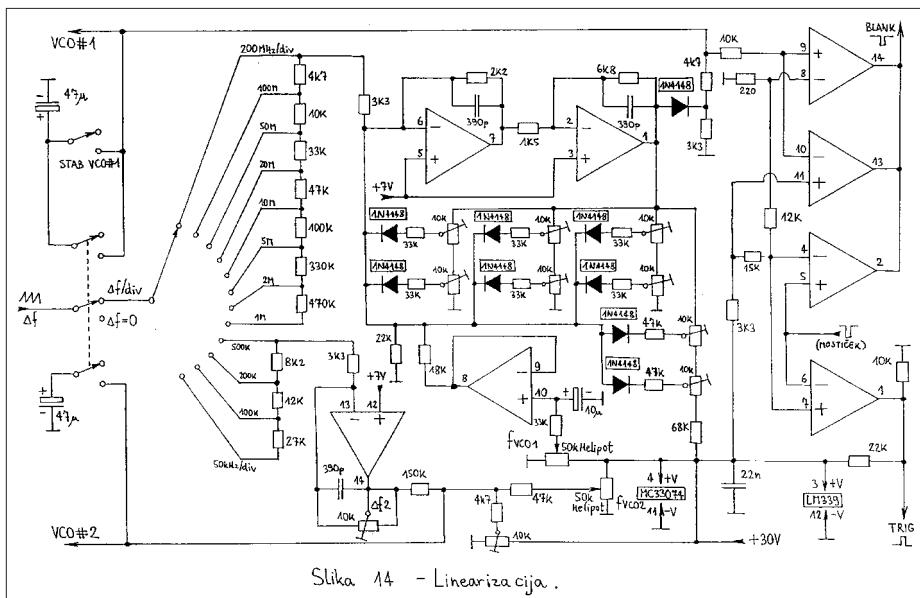 VCO#1
47µ
+
-
STAB VCO#1
Δf
Δf/div
Δf=0
-
+
47µ
VCO#2
200MHz/div
100M
50M
20M
10M
5M
2M
1M
500K
200K
100K
50kHz/div
4k7
10K
33K
47K
100K
330K
470K
8K2
12K
27K
3K3
3K3
+7V
13
12
-
+
14
390p
Δf2
10K
150K
2K2
390p
6
5
7
-
+
+7V
1K5
6K8
390p
2
3
1
-
+
1N4148
4k7
3K3
1N4148
33K
10K
1N4148
33K
10K
1N4148
33K
10K
1N4148
33K
10K
1N4148
33K
10K
1N4148
33K
10K
1N4148
47K
10K
1N4148
47K
10K
68K
22K
18K
8
9
10
-
+
+
-
10µ
33K
fVCO1
50kHelipot
47K
50k
Helipot
fVCO2
4k7
10K
4
+V
MC33074
11
-V
+30V
10K
220
9
8
+
-
14
BLANK
10
11
-
+
13
12K
15K
4
5
-
+
2
3K3
(MOSTIČEK)
6
7
-
+
1
10K
22K
22n
3
+V
LM339
12
-V
TRIG
Slika 14 - Linearizacija.